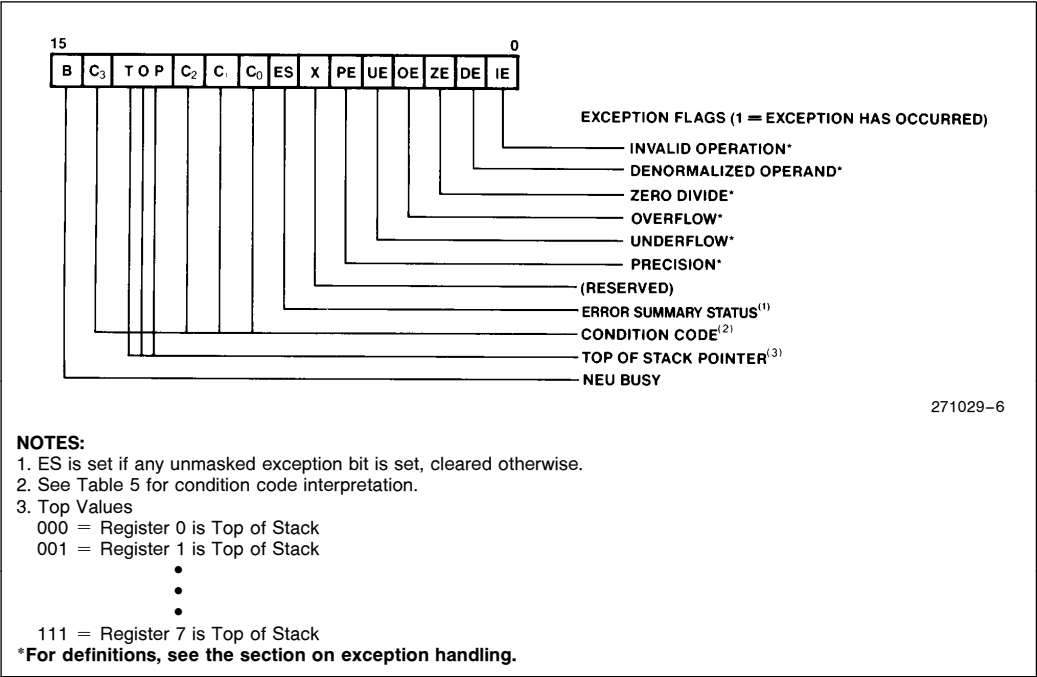 15 0
B C3 T O P C2 C1 C0 ES X PE UE OE ZE DE IE
EXCEPTION FLAGS (1 = EXCEPTION HAS OCCURRED)
INVALID OPERATION*
DENORMALIZED OPERAND*
ZERO DIVIDE*
OVERFLOW*
UNDERFLOW*
PRECISION*
(RESERVED)
ERROR SUMMARY STATUS(1)
CONDITION CODE(2)
TOP OF STACK POINTER(3)
NEU BUSY
271029–6
NOTES:
1. ES is set if any unmasked exception bit is set, cleared otherwise.
2. See Table 5 for condition code interpretation.
3. Top Values
000 = Register 0 is Top of Stack
001 = Register 1 is Top of Stack
•
•
•
111 = Register 7 is Top of Stack
*For definitions, see the section on exception handling.